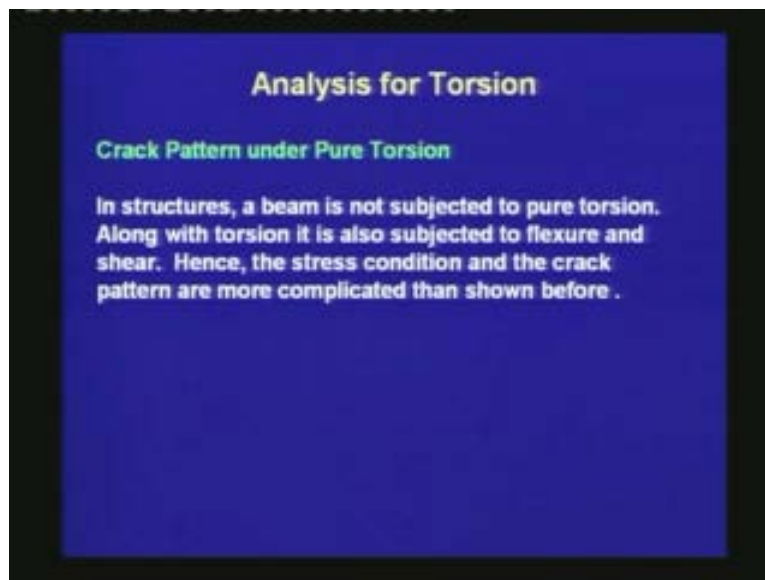 Analysis for Torsion
Crack Pattern under Pure Torsion
In structures, a beam is not subjected to pure torsion.
Along with torsion it is also subjected to flexure and
shear. Hence, the stress condition and the crack
pattern are more complicated than shown before .